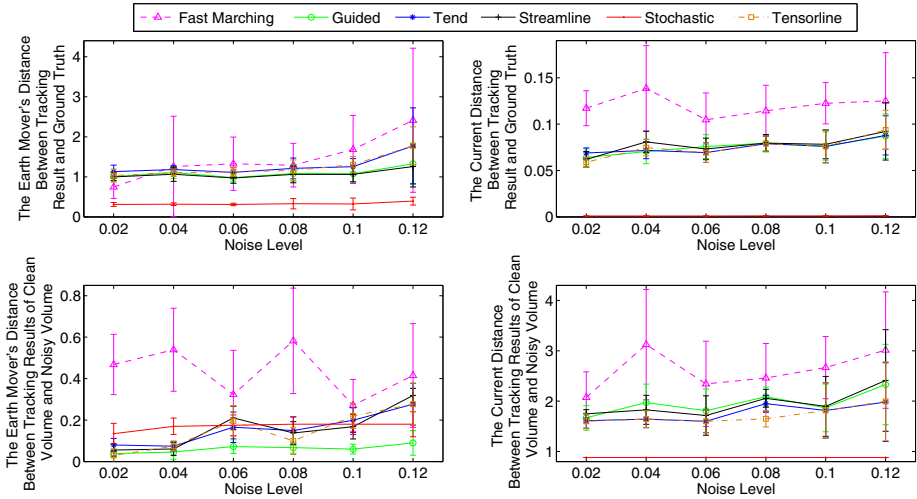 Fast Marching Guided Tend Streamline Stochastic Tensorline
The Earth Mover's Distance
Between Tracking
Result and Ground Truth
4
3
2
1
0
0.02 0.04 0.06 0.08 0.1 0.12
Noise Level
The Current Distance
Between Tracking
Result and Ground Truth
0.15
0.1
0.05
0
0.02 0.04 0.06 0.08 0.1 0.12
Noise Level
The Earth Mover's Distance
Between Tracking Results of Clean
Volume and Noisy Volume
0.8
0.6
0.4
0.2
0
0.02 0.04 0.06 0.08 0.1 0.12
Noise Level
The Current Distance
Between Tracking Results of Clean
Volume and Noisy Volume
4
3
2
1
0.02 0.04 0.06 0.08 0.1 0.12
Noise Level